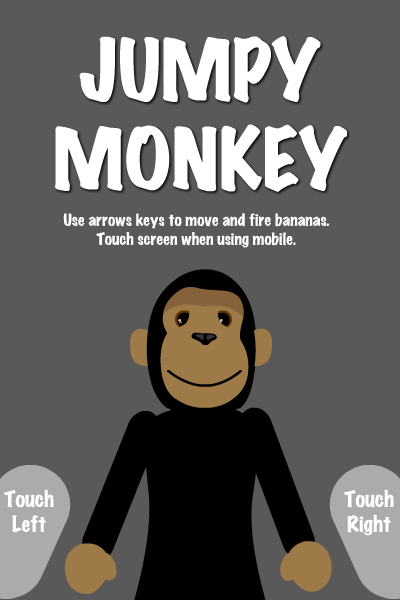 JUMPY
MONKEY
Use arrows keys to move and fire bananas.
Touch screen when using mobile.
Touch
Left
Touch
Right